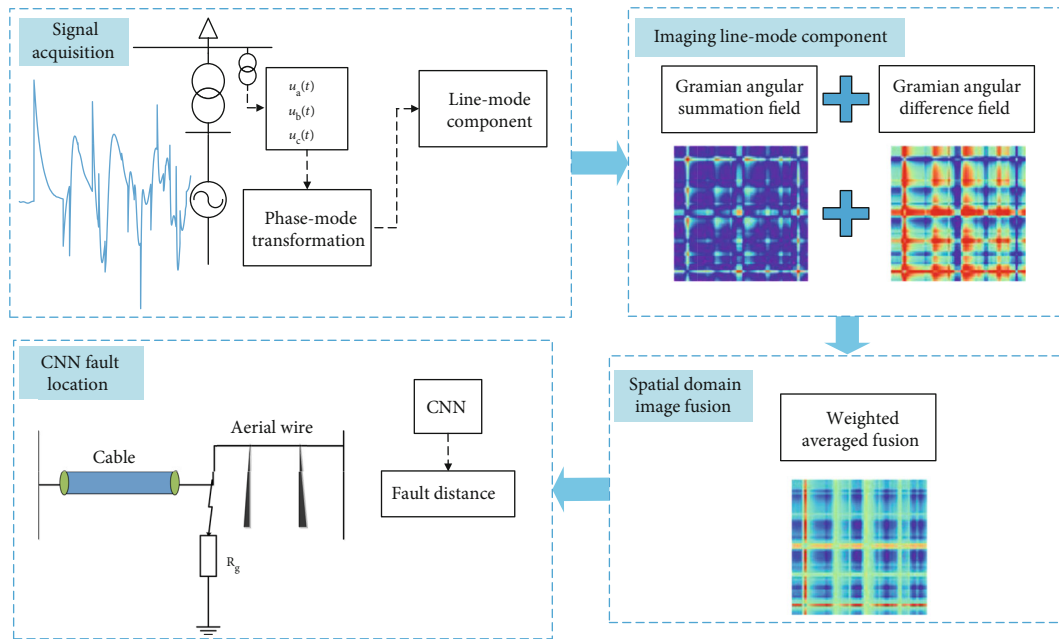 Signal
acquisition
u_a(t)
u_b(t)
u_c(t)
Phase-mode
transformation
Line-mode
component
Imaging line-mode component
Gramian angular
summation field
Gramian angular
difference field
Spatial domain
image fusion
Weighted
averaged fusion
CNN fault
location
Cable
Aerial wire
R_g
CNN
Fault distance